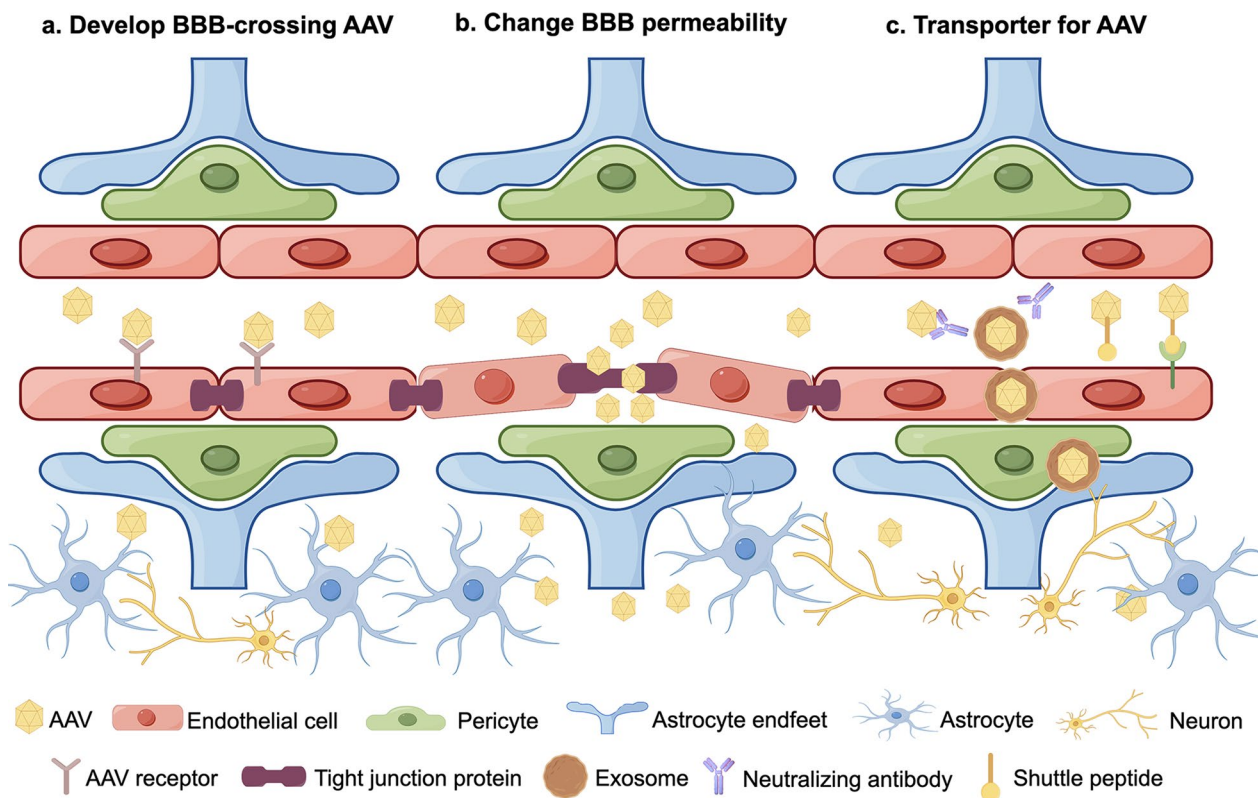 a. Develop BBB-crossing AAV
b. Change BBB permeability
c. Transporter for AAV
AAV
Endothelial cell
Pericyte
Astrocyte endfeet
Astrocyte
Neuron
AAV receptor
Tight junction protein
Exosome
Neutralizing antibody
Shuttle peptide